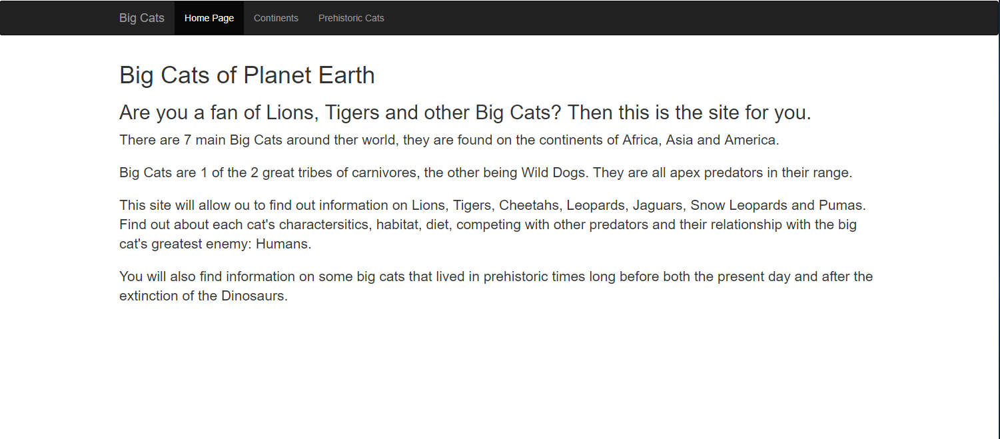 Big Cats Home Page Continents Prehistoric Cats
Big Cats of Planet Earth
Are you a fan of Lions, Tigers and other Big Cats? Then this is the site for you.
There are 7 main Big Cats around ther world, they are found on the continents of Africa, Asia and America.
Big Cats are 1 of the 2 great tribes of carnivores, the other being Wild Dogs. They are all apex predators in their range.
This site will allow ou to find out information on Lions, Tigers, Cheetahs, Leopards, Jaguars, Snow Leopards and Pumas.
Find out about each cat's charactersitics, habitat, diet, competing with other predators and their relationship with the big
cat's greatest enemy: Humans.
You will also find information on some big cats that lived in prehistoric times long before both the present day and after the
extinction of the Dinosaurs.